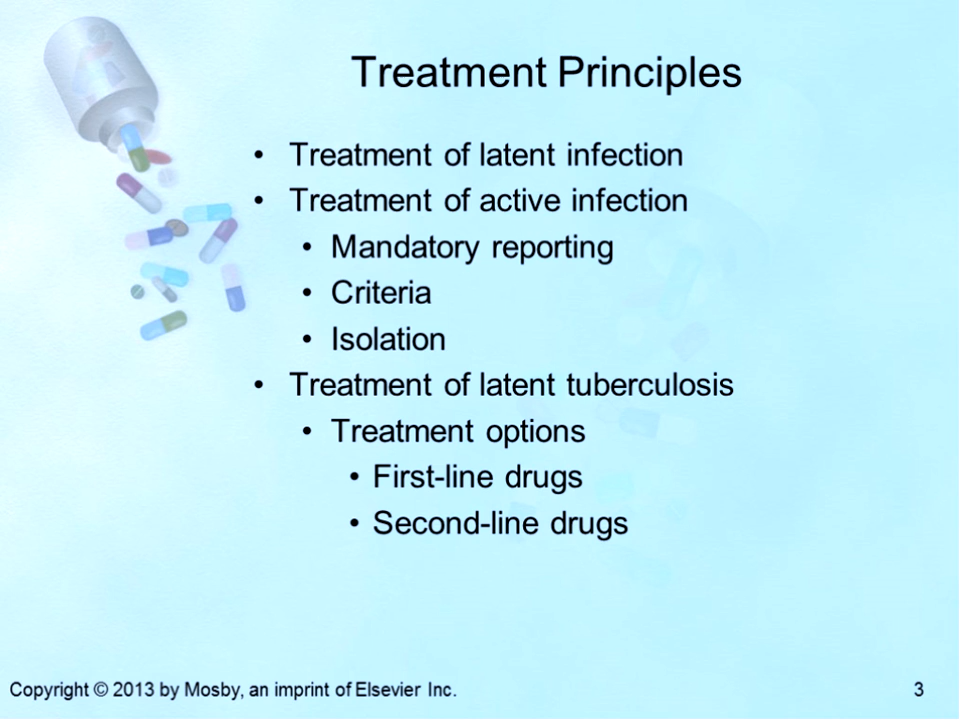 Treatment Principles
• Treatment of latent infection
• Treatment of active infection
• Mandatory reporting
• Criteria
• Isolation
• Treatment of latent tuberculosis
• Treatment options
• First-line drugs
• Second-line drugs
Copyright © 2013 by Mosby, an imprint of Elsevier Inc.
3